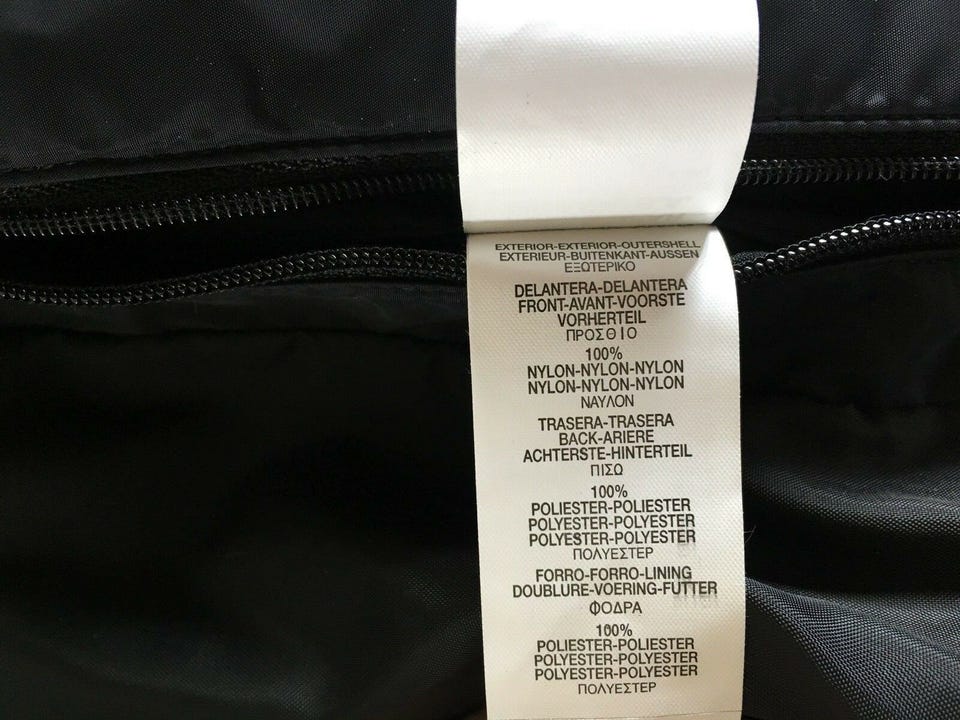 EXTERIOR-EXTERIOR-OUTERSHELL
EXTERIEUR-BUITENKANT-AUSSEN
ΕΞΩΤΕΡΙΚΟ
DELANTERA-DELANTERA
FRONT-AVANT-VOORSTE
VORHERTEIL
ΠΡΟΣΘΙΟ
100%
NYLON-NYLON-NYLON
NYLON-NYLON-NYLON
ΝΑΥΛΟΝ
TRASERA-TRASERA
BACK-ARIERE
ACHTERSTE-HINTERTEIL
ΠΙΣΩ
100%
POLIESTER-POLIESTER
POLYESTER-POLYESTER
POLYESTER-POLYESTER
ΠΟΛΥΕΣΤΕΡ
FORRO-FORRO-LINING
DOUBLURE-VOERING-FUTTER
ΦΟΔΡΑ
100%
POLIESTER-POLIESTER
POLYESTER-POLYESTER
POLYESTER-POLYESTER
ΠΟΛΥΕΣΤΕΡ